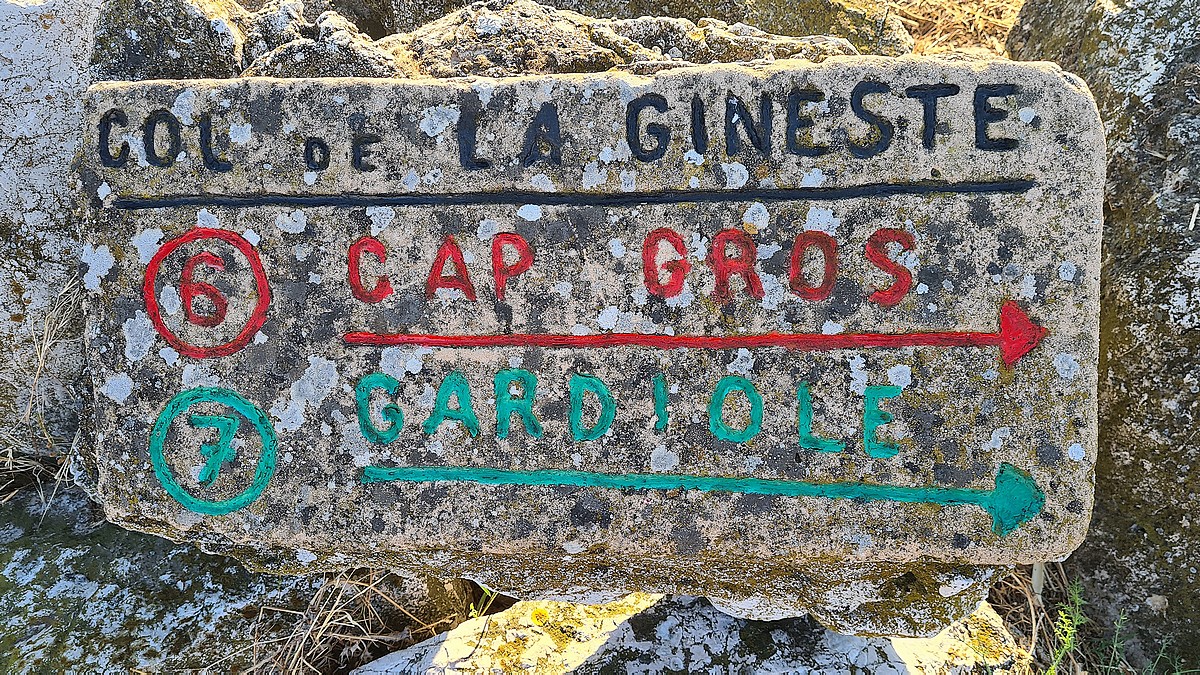 COL DE LA GINESTE
6 CAP GROS
7 GARDIOLE